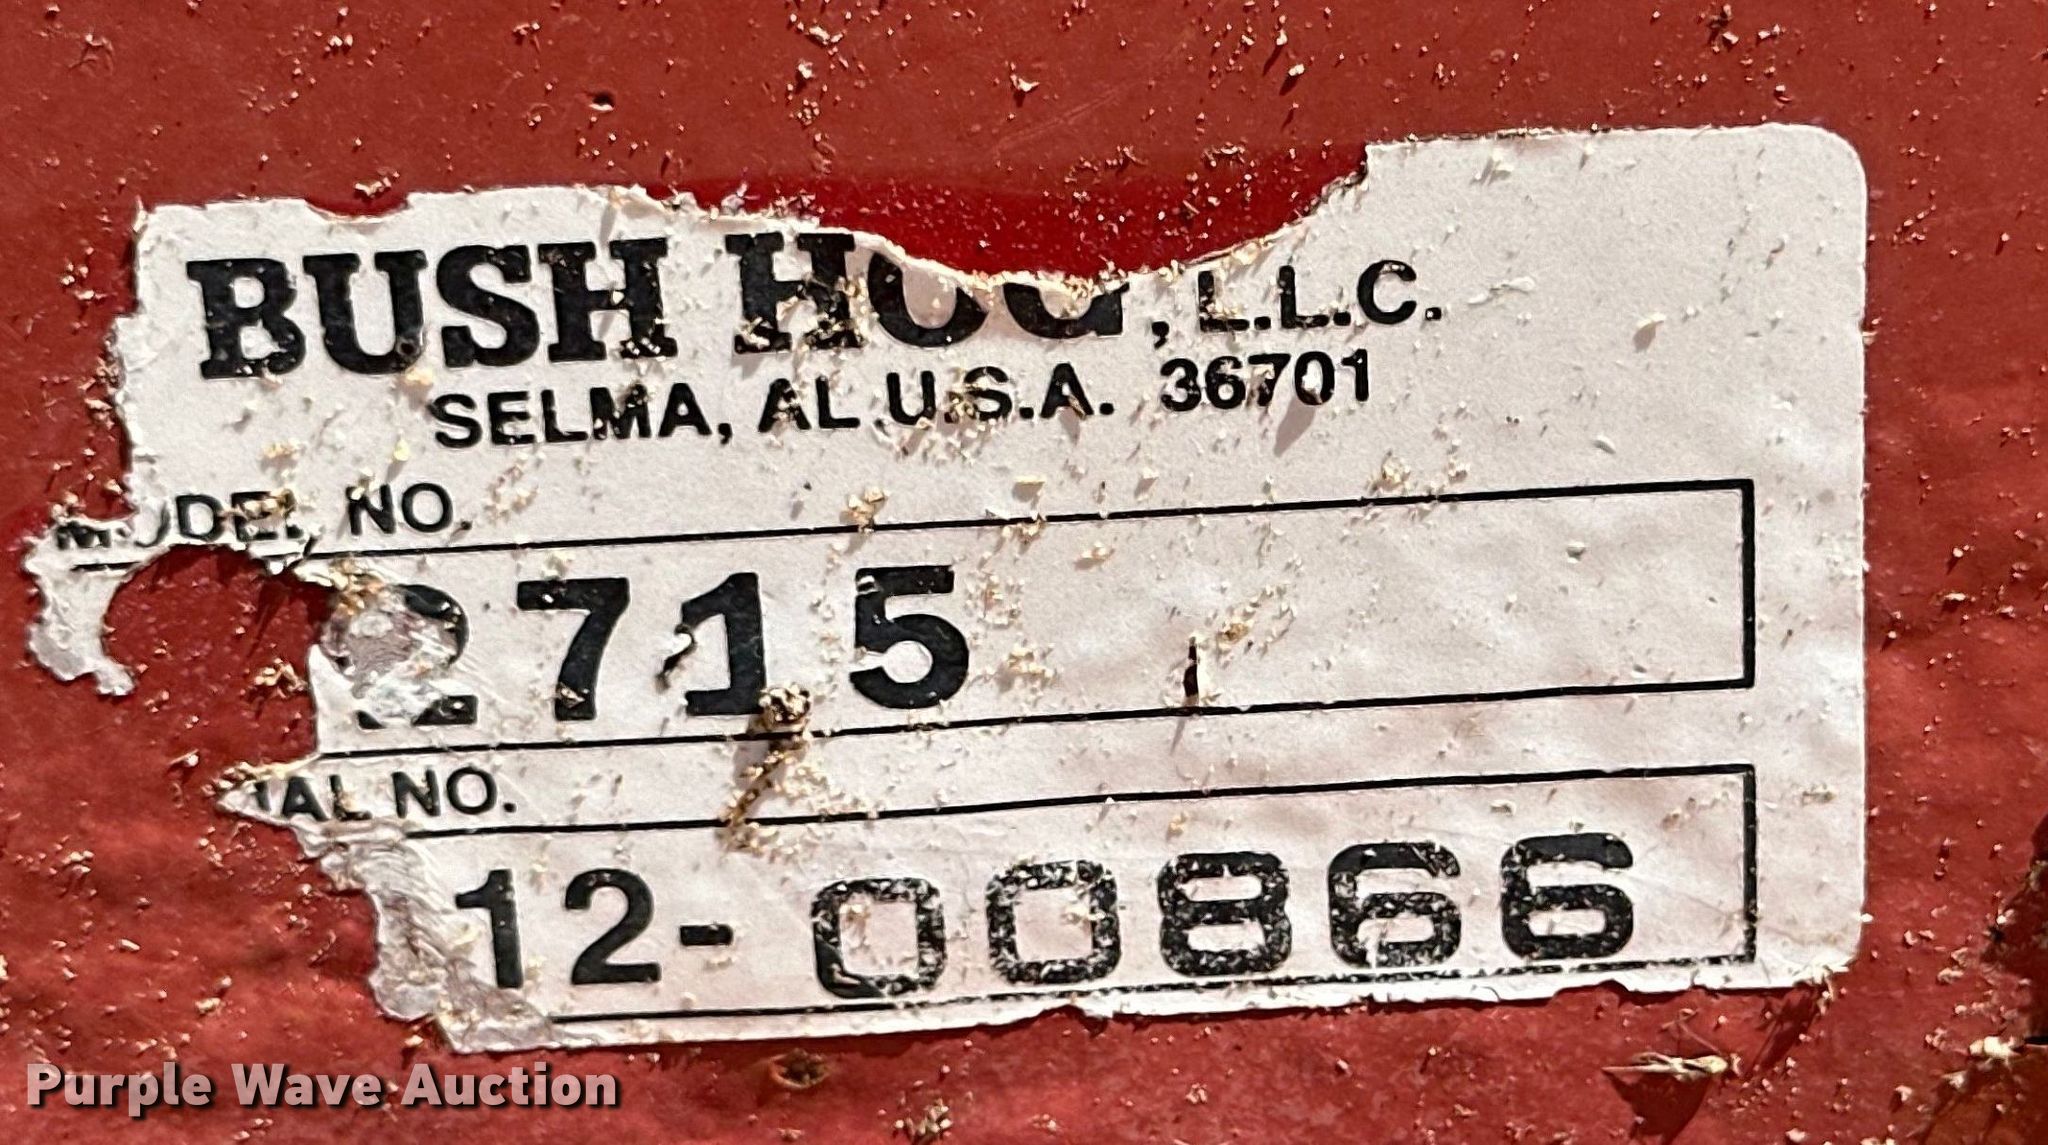 BUSH HOG, L.L.C.
SELMA, AL U.S.A. 36701
MODEL NO.
2715
IAL NO.
12-00866
Purple Wave Auction